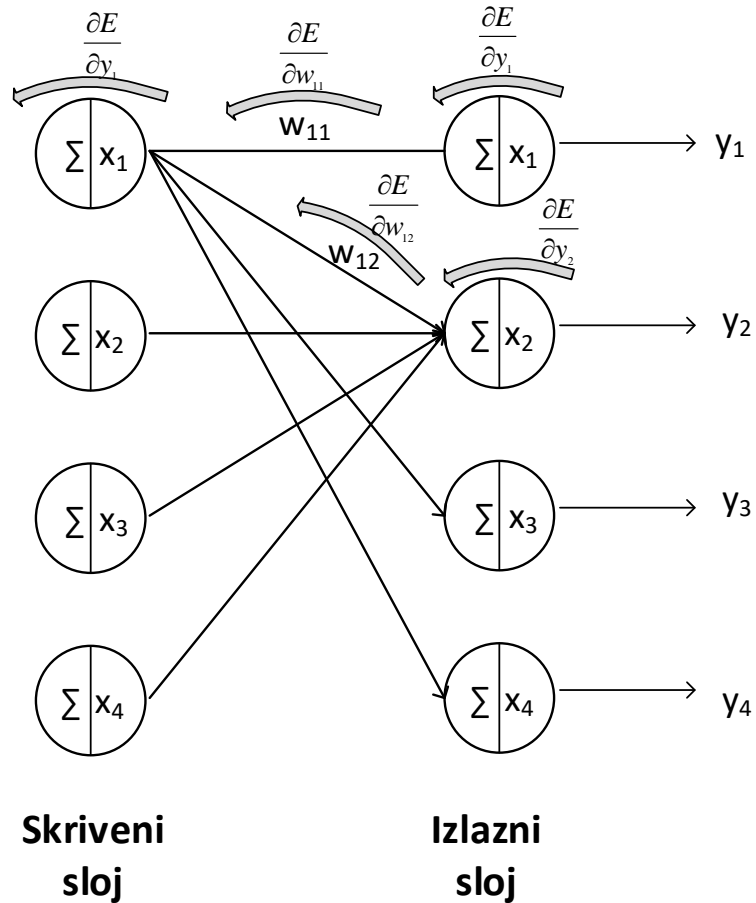 ∂E/∂y₁
∂E/∂w₁₁
∂E/∂y₁
w₁₁
∑ x₁
∑ x₁
y₁
∂E/∂w₁₂
∂E/∂y₂
w₁₂
∑ x₂
∑ x₂
y₂
∑ x₃
∑ x₃
y₃
∑ x₄
∑ x₄
y₄
Skriveni
sloj
Izlazni
sloj